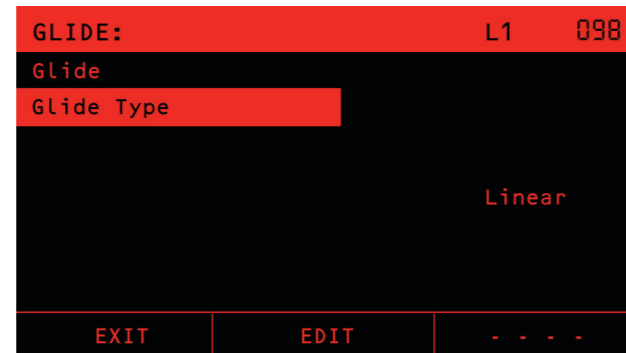 GLIDE: L1 098
Glide
Glide Type
Linear
EXIT EDIT - - - -